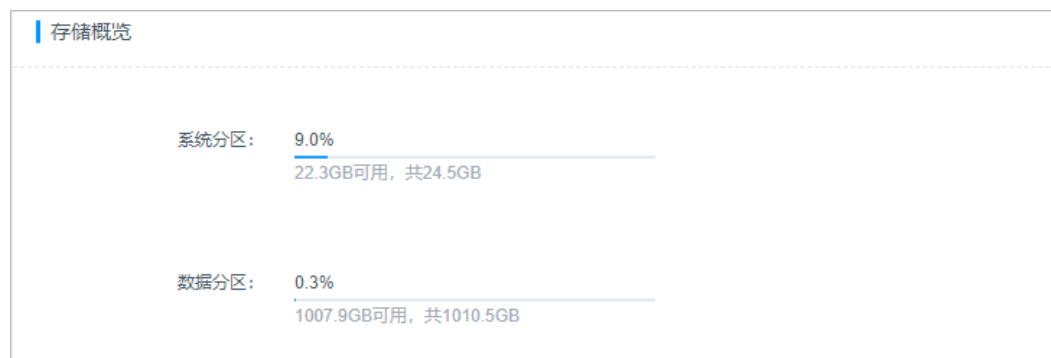 存储概览
系统分区： 9.0%
22.3GB可用，共24.5GB
数据分区： 0.3%
1007.9GB可用，共1010.5GB